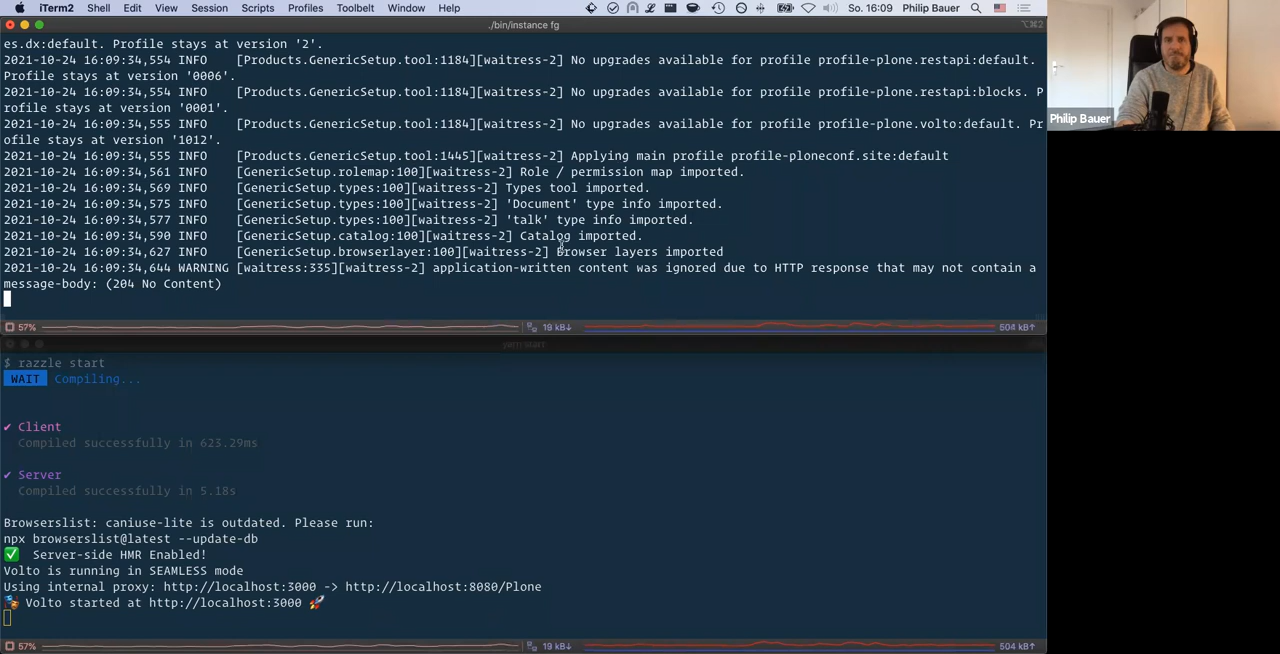 iTerm2 Shell Edit View Session Scripts Profiles Toolbelt Window Help So. 16:09 Philip Bauer
./bin/instance fg ⌥⌘2
es.dx:default. Profile stays at version '2'.
2021-10-24 16:09:34,554 INFO [Products.GenericSetup.tool:1184][waitress-2] No upgrades available for profile profile-plone.restapi:default.
Profile stays at version '0006'.
2021-10-24 16:09:34,554 INFO [Products.GenericSetup.tool:1184][waitress-2] No upgrades available for profile profile-plone.restapi:blocks. P
rofile stays at version '0001'.
2021-10-24 16:09:34,555 INFO [Products.GenericSetup.tool:1184][waitress-2] No upgrades available for profile profile-plone.volto:default. Pr
ofile stays at version '1012'.
2021-10-24 16:09:34,555 INFO [Products.GenericSetup.tool:1445][waitress-2] Applying main profile profile-ploneconf.site:default
2021-10-24 16:09:34,561 INFO [GenericSetup.rolemap:100][waitress-2] Role / permission map imported.
2021-10-24 16:09:34,569 INFO [GenericSetup.types:100][waitress-2] Types tool imported.
2021-10-24 16:09:34,575 INFO [GenericSetup.types:100][waitress-2] 'Document' type info imported.
2021-10-24 16:09:34,577 INFO [GenericSetup.types:100][waitress-2] 'talk' type info imported.
2021-10-24 16:09:34,590 INFO [GenericSetup.catalog:100][waitress-2] Catalog imported.
2021-10-24 16:09:34,627 INFO [GenericSetup.browserlayer:100][waitress-2] Browser layers imported
2021-10-24 16:09:34,644 WARNING [waitress:335][waitress-2] application-written content was ignored due to HTTP response that may not contain a
message-body: (204 No Content)
57% 19 kB↓ 504 kB↑
yarn start
$ razzle start
WAIT Compiling...
✔ Client
Compiled successfully in 623.29ms
✔ Server
Compiled successfully in 5.18s
Browserslist: caniuse-lite is outdated. Please run:
npx browserslist@latest --update-db
✅ Server-side HMR Enabled!
Volto is running in SEAMLESS mode
Using internal proxy: http://localhost:3000 -> http://localhost:8080/Plone
🎭 Volto started at http://localhost:3000 🚀
57% 19 kB↓ 504 kB↑
Philip Bauer